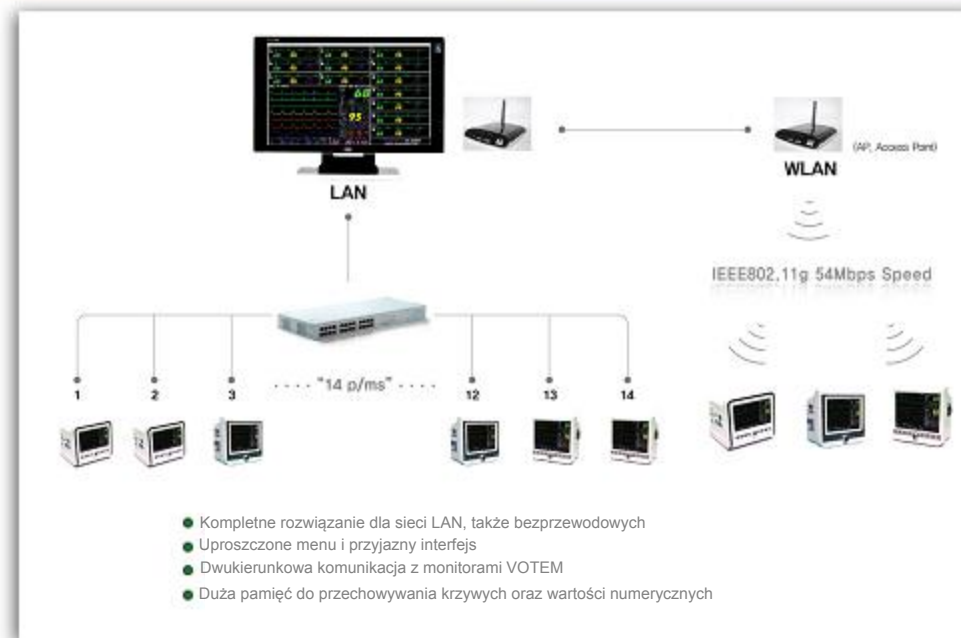 68
95
LAN
(AP, Access Point)
WLAN
IEEE802.11g 54Mbps Speed
1 2 3 ···· "14 p/ms" ···· 12 13 14
Kompletne rozwiązanie dla sieci LAN, także bezprzewodowych
Uproszczone menu i przyjazny interfejs
Dwukierunkowa komunikacja z monitorami VOTEM
Duża pamięć do przechowywania krzywych oraz wartości numerycznych